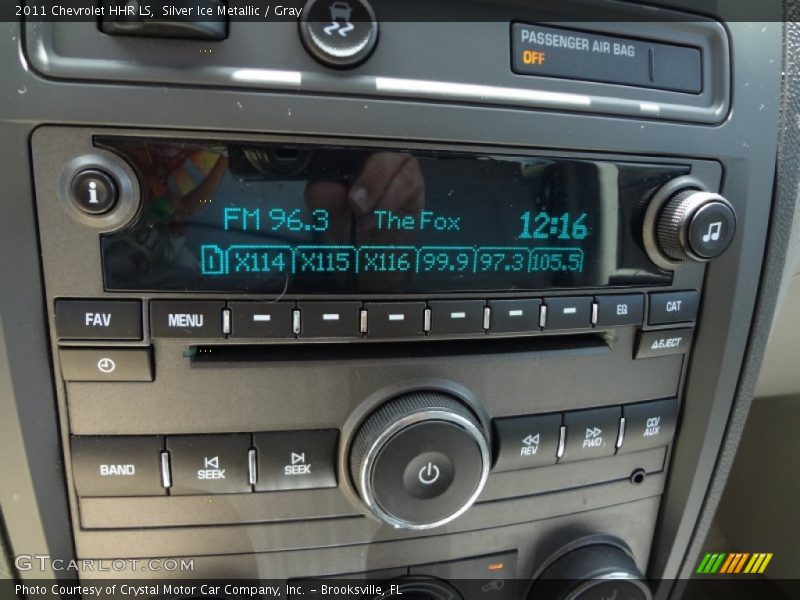 2011 Chevrolet HHR LS,  Silver Ice Metallic / Gray
PASSENGER AIR BAG
OFF
i
FM 96.3 The Fox 12:16
X114 X115 X116 99.9 97.3 105.5
FAV MENU EQ CAT
EJECT
BAND SEEK SEEK REV FWD CD/AUX
GTCarLot.com
Photo Courtesy of Crystal Motor Car Company, Inc. – Brooksville, FL